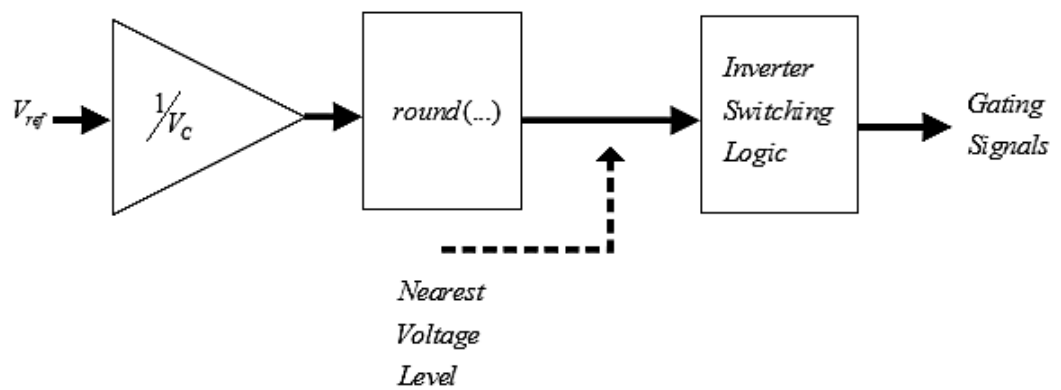 V_ref
1/V_C
round(...)
Inverter
Switching
Logic
Gating
Signals
Nearest
Voltage
Level